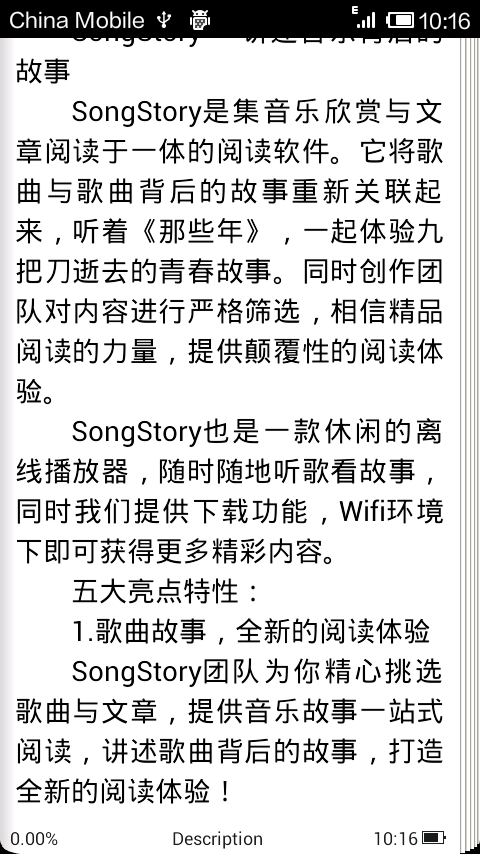 China Mobile E 10:16
故事
SongStory是集音乐欣赏与文
章阅读于一体的阅读软件。它将歌
曲与歌曲背后的故事重新关联起
来，听着《那些年》，一起体验九
把刀逝去的青春故事。同时创作团
队对内容进行严格筛选，相信精品
阅读的力量，提供颠覆性的阅读体
验。
SongStory也是一款休闲的离
线播放器，随时随地听歌看故事，
同时我们提供下载功能，Wifi环境
下即可获得更多精彩内容。
五大亮点特性：
1.歌曲故事，全新的阅读体验
SongStory团队为你精心挑选
歌曲与文章，提供音乐故事一站式
阅读，讲述歌曲背后的故事，打造
全新的阅读体验！
0.00% Description 10:16